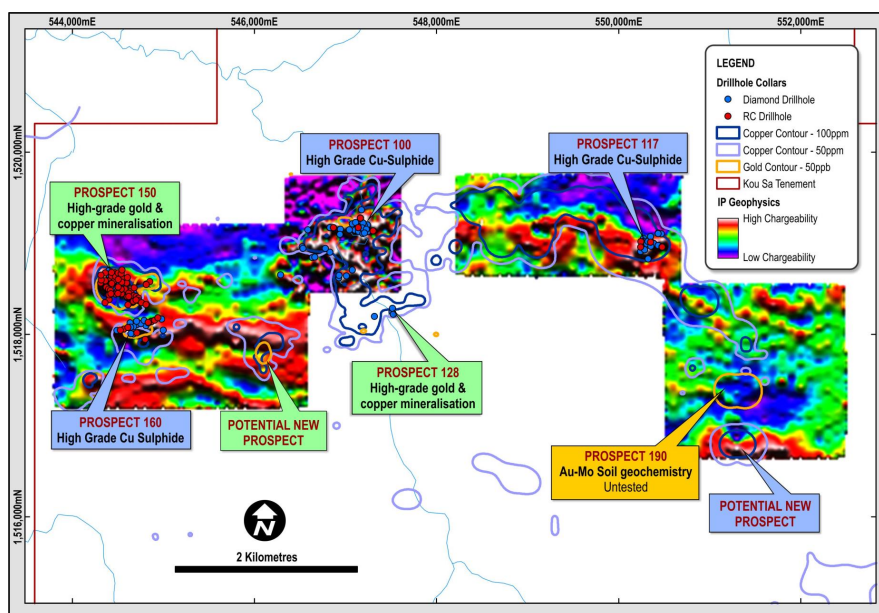 544,000mE
546,000mE
548,000mE
550,000mE
552,000mE
1,520,000mN
1,518,000mN
1,516,000mN
LEGEND
Drillhole Collars
Diamond Drillhole
RC Drillhole
Copper Contour - 100ppm
Copper Contour - 50ppm
Gold Contour - 50ppb
Kou Sa Tenement
IP Geophysics
High Chargeability
Low Chargeability
PROSPECT 100
High Grade Cu-Sulphide
PROSPECT 117
High Grade Cu-Sulphide
PROSPECT 150
High-grade gold &
copper mineralisation
PROSPECT 128
High-grade gold &
copper mineralisation
PROSPECT 160
High Grade Cu Sulphide
POTENTIAL NEW
PROSPECT
PROSPECT 190
Au-Mo Soil geochemistry
Untested
POTENTIAL NEW
PROSPECT
N
2 Kilometres